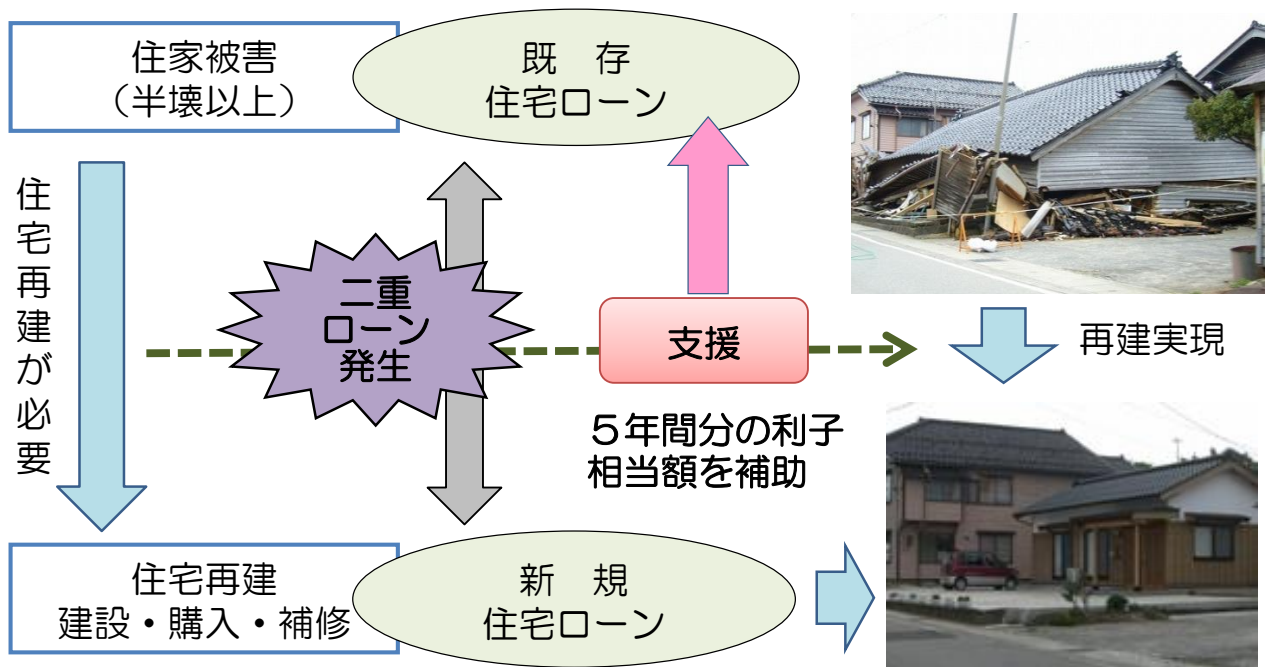 住家被害
（半壊以上）
既　存
住宅ローン
住宅再建が必要
二重
ローン
発生
支援
再建実現
５年間分の利子
相当額を補助
住宅再建
建設・購入・補修
新　規
住宅ローン